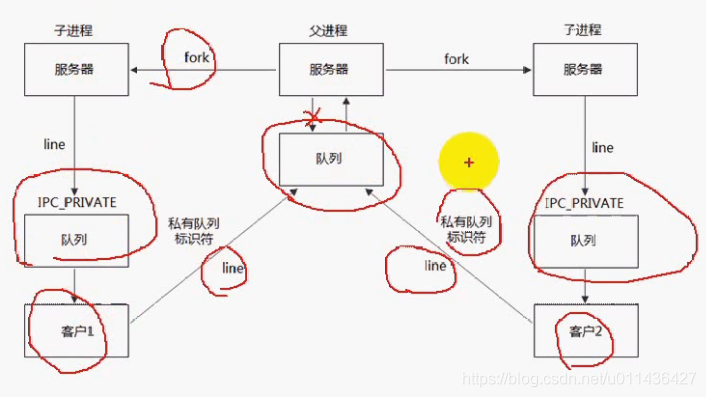 子进程
父进程
子进程
服务器
fork
服务器
fork
服务器
line
队列
line
IPC_PRIVATE
IPC_PRIVATE
队列
私有队列
标识符
私有队列
标识符
队列
line
line
客户1
客户2
https://blog.csdn.net/u011436427